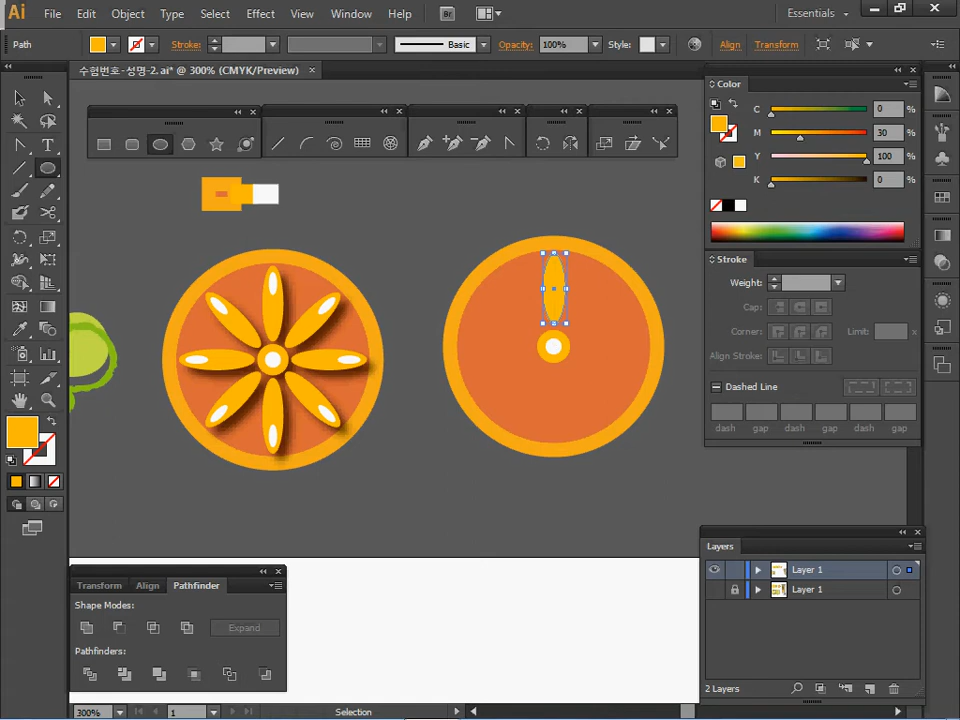 Ai File Edit Object Type Select Effect View Window Help Br Essentials
Path Stroke: Basic Opacity: 100% Style: Align Transform
수험번호-성명-2.ai* @ 300% (CMYK/Preview)
Color
C 0 %
M 30 %
Y 100 %
K 0 %
Stroke
Weight:
Cap:
Corner: Limit: x
Align Stroke:
Dashed Line
dash gap dash gap dash gap
Layers
Layer 1
Layer 1
2 Layers
Transform Align Pathfinder
Shape Modes:
Expand
Pathfinders:
300% 1 Selection